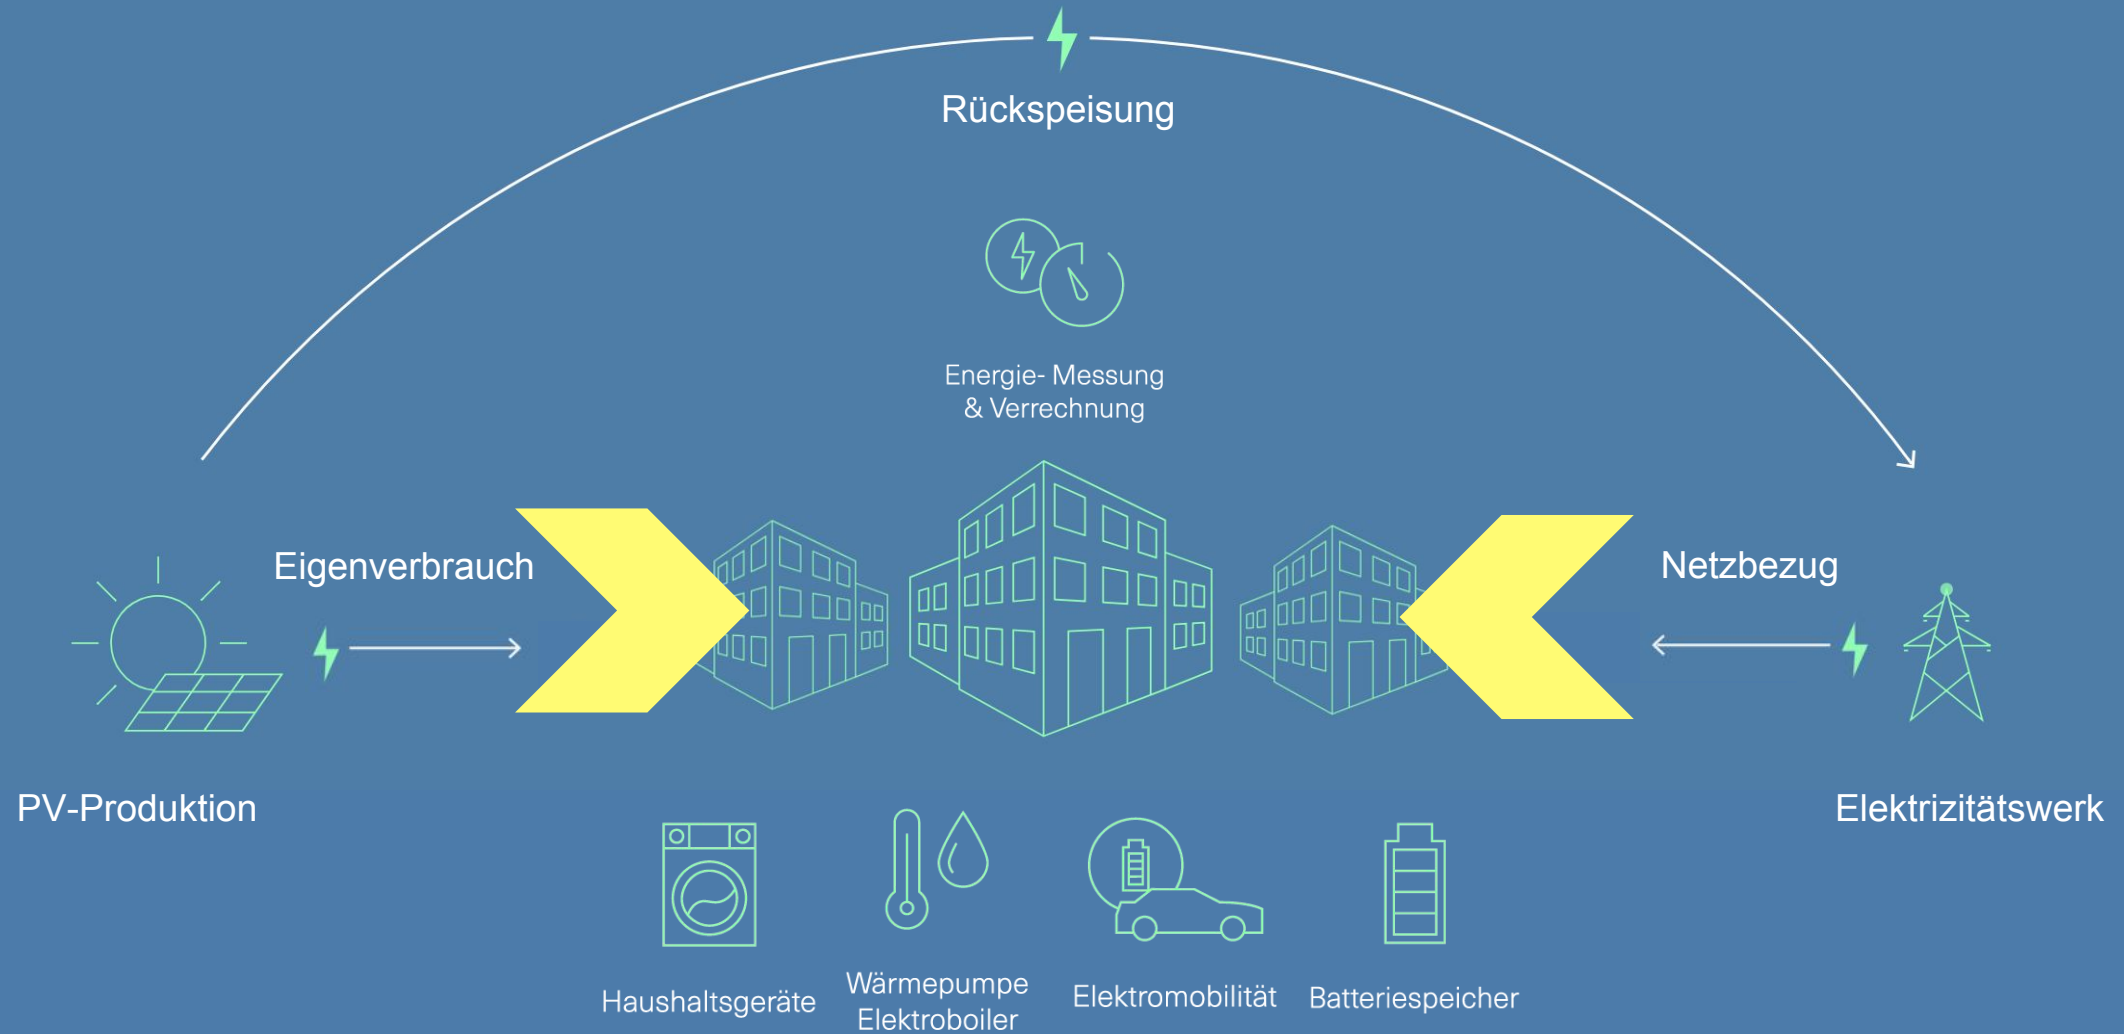 Rückspeisung
Energie- Messung
& Verrechnung
Eigenverbrauch
Netzbezug
PV-Produktion
Elektrizitätswerk
Haushaltsgeräte
Wärmepumpe
Elektroboiler
Elektromobilität
Batteriespeicher